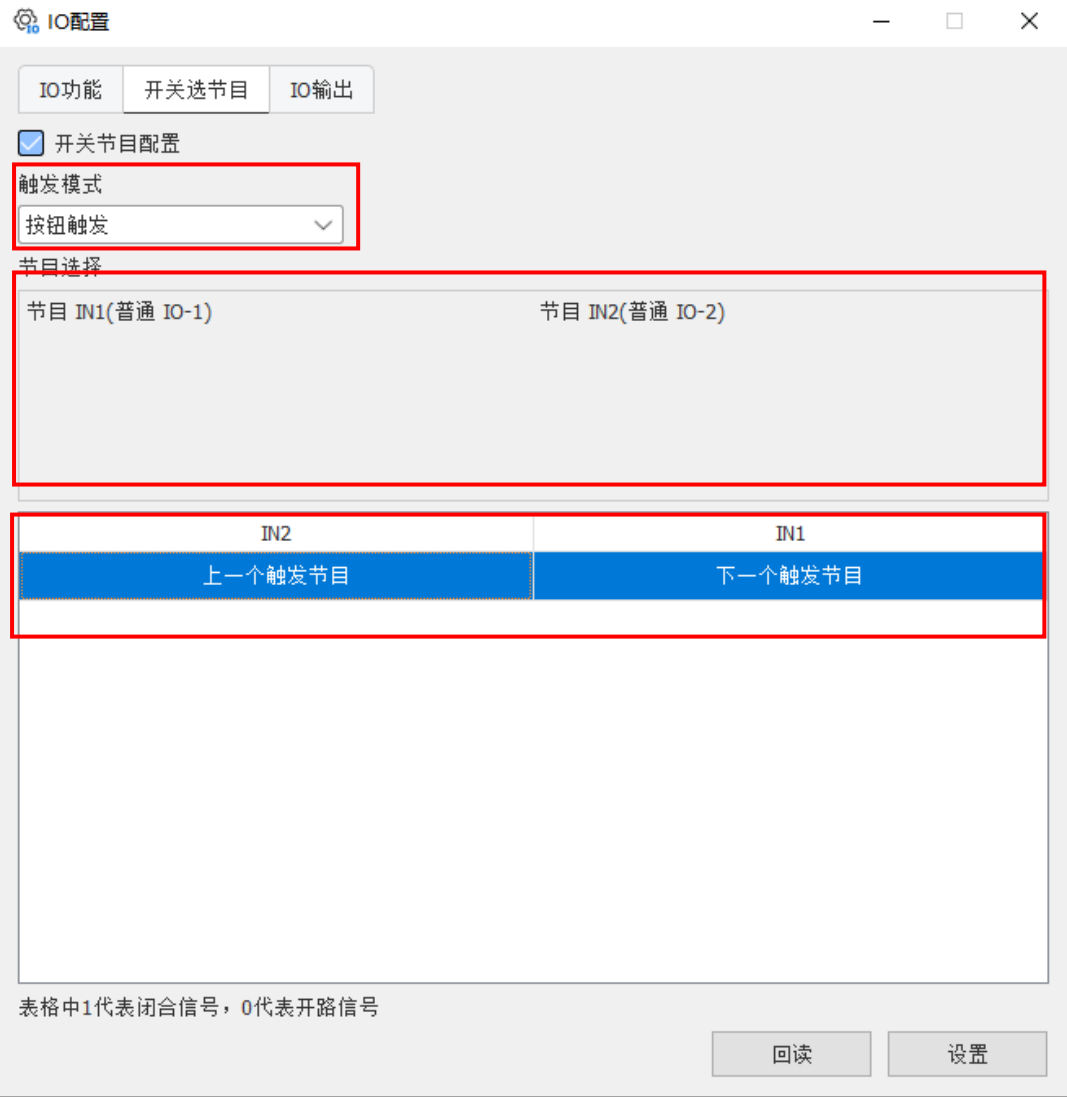 IO配置
IO功能 开关选节目 IO输出
开关节目配置
触发模式
按钮触发
节目选择
节目 IN1(普通 IO-1) 节目 IN2(普通 IO-2)
IN2 IN1
上一个触发节目 下一个触发节目
表格中1代表闭合信号，0代表开路信号
回读 设置